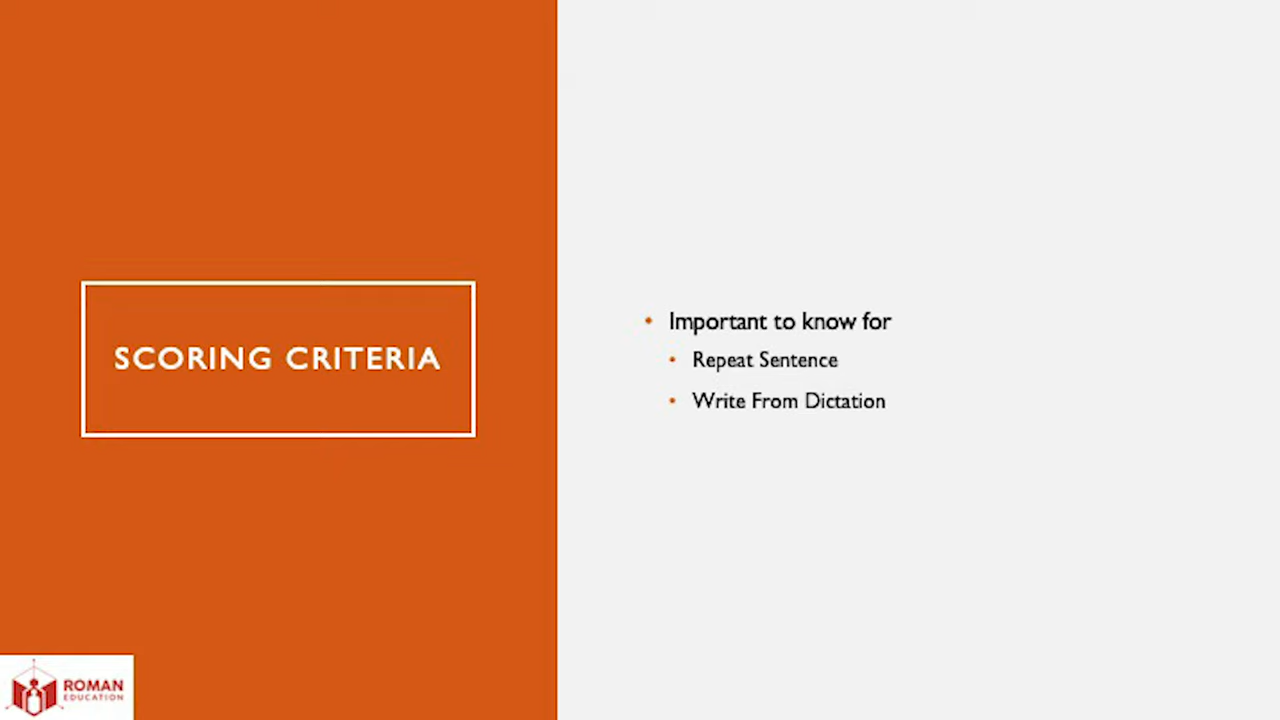 SCORING CRITERIA
• Important to know for
• Repeat Sentence
• Write From Dictation
ROMAN
EDUCATION